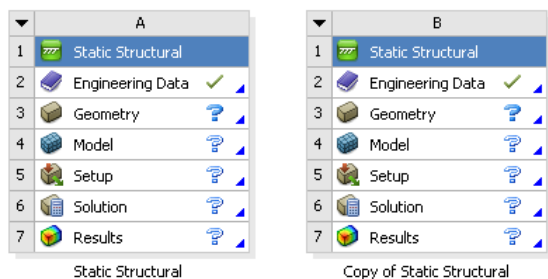 A
1 Static Structural
2 Engineering Data
3 Geometry ?
4 Model ?
5 Setup ?
6 Solution ?
7 Results ?
Static Structural
B
1 Static Structural
2 Engineering Data
3 Geometry ?
4 Model ?
5 Setup ?
6 Solution ?
7 Results ?
Copy of Static Structural